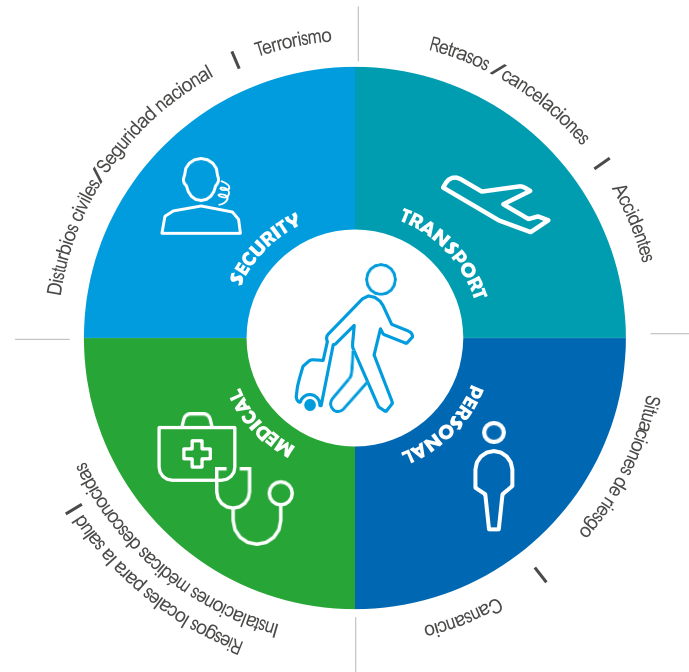 Disturbios civiles/Seguridad nacional | Terrorismo
Retrasos / cancelaciones | Accidentes
SECURITY
TRANSPORT
MEDICAL
PERSONAL
Riesgos locales para la salud |
Instalaciones médicas desconocidas
Situaciones de riesgo | Cansancio